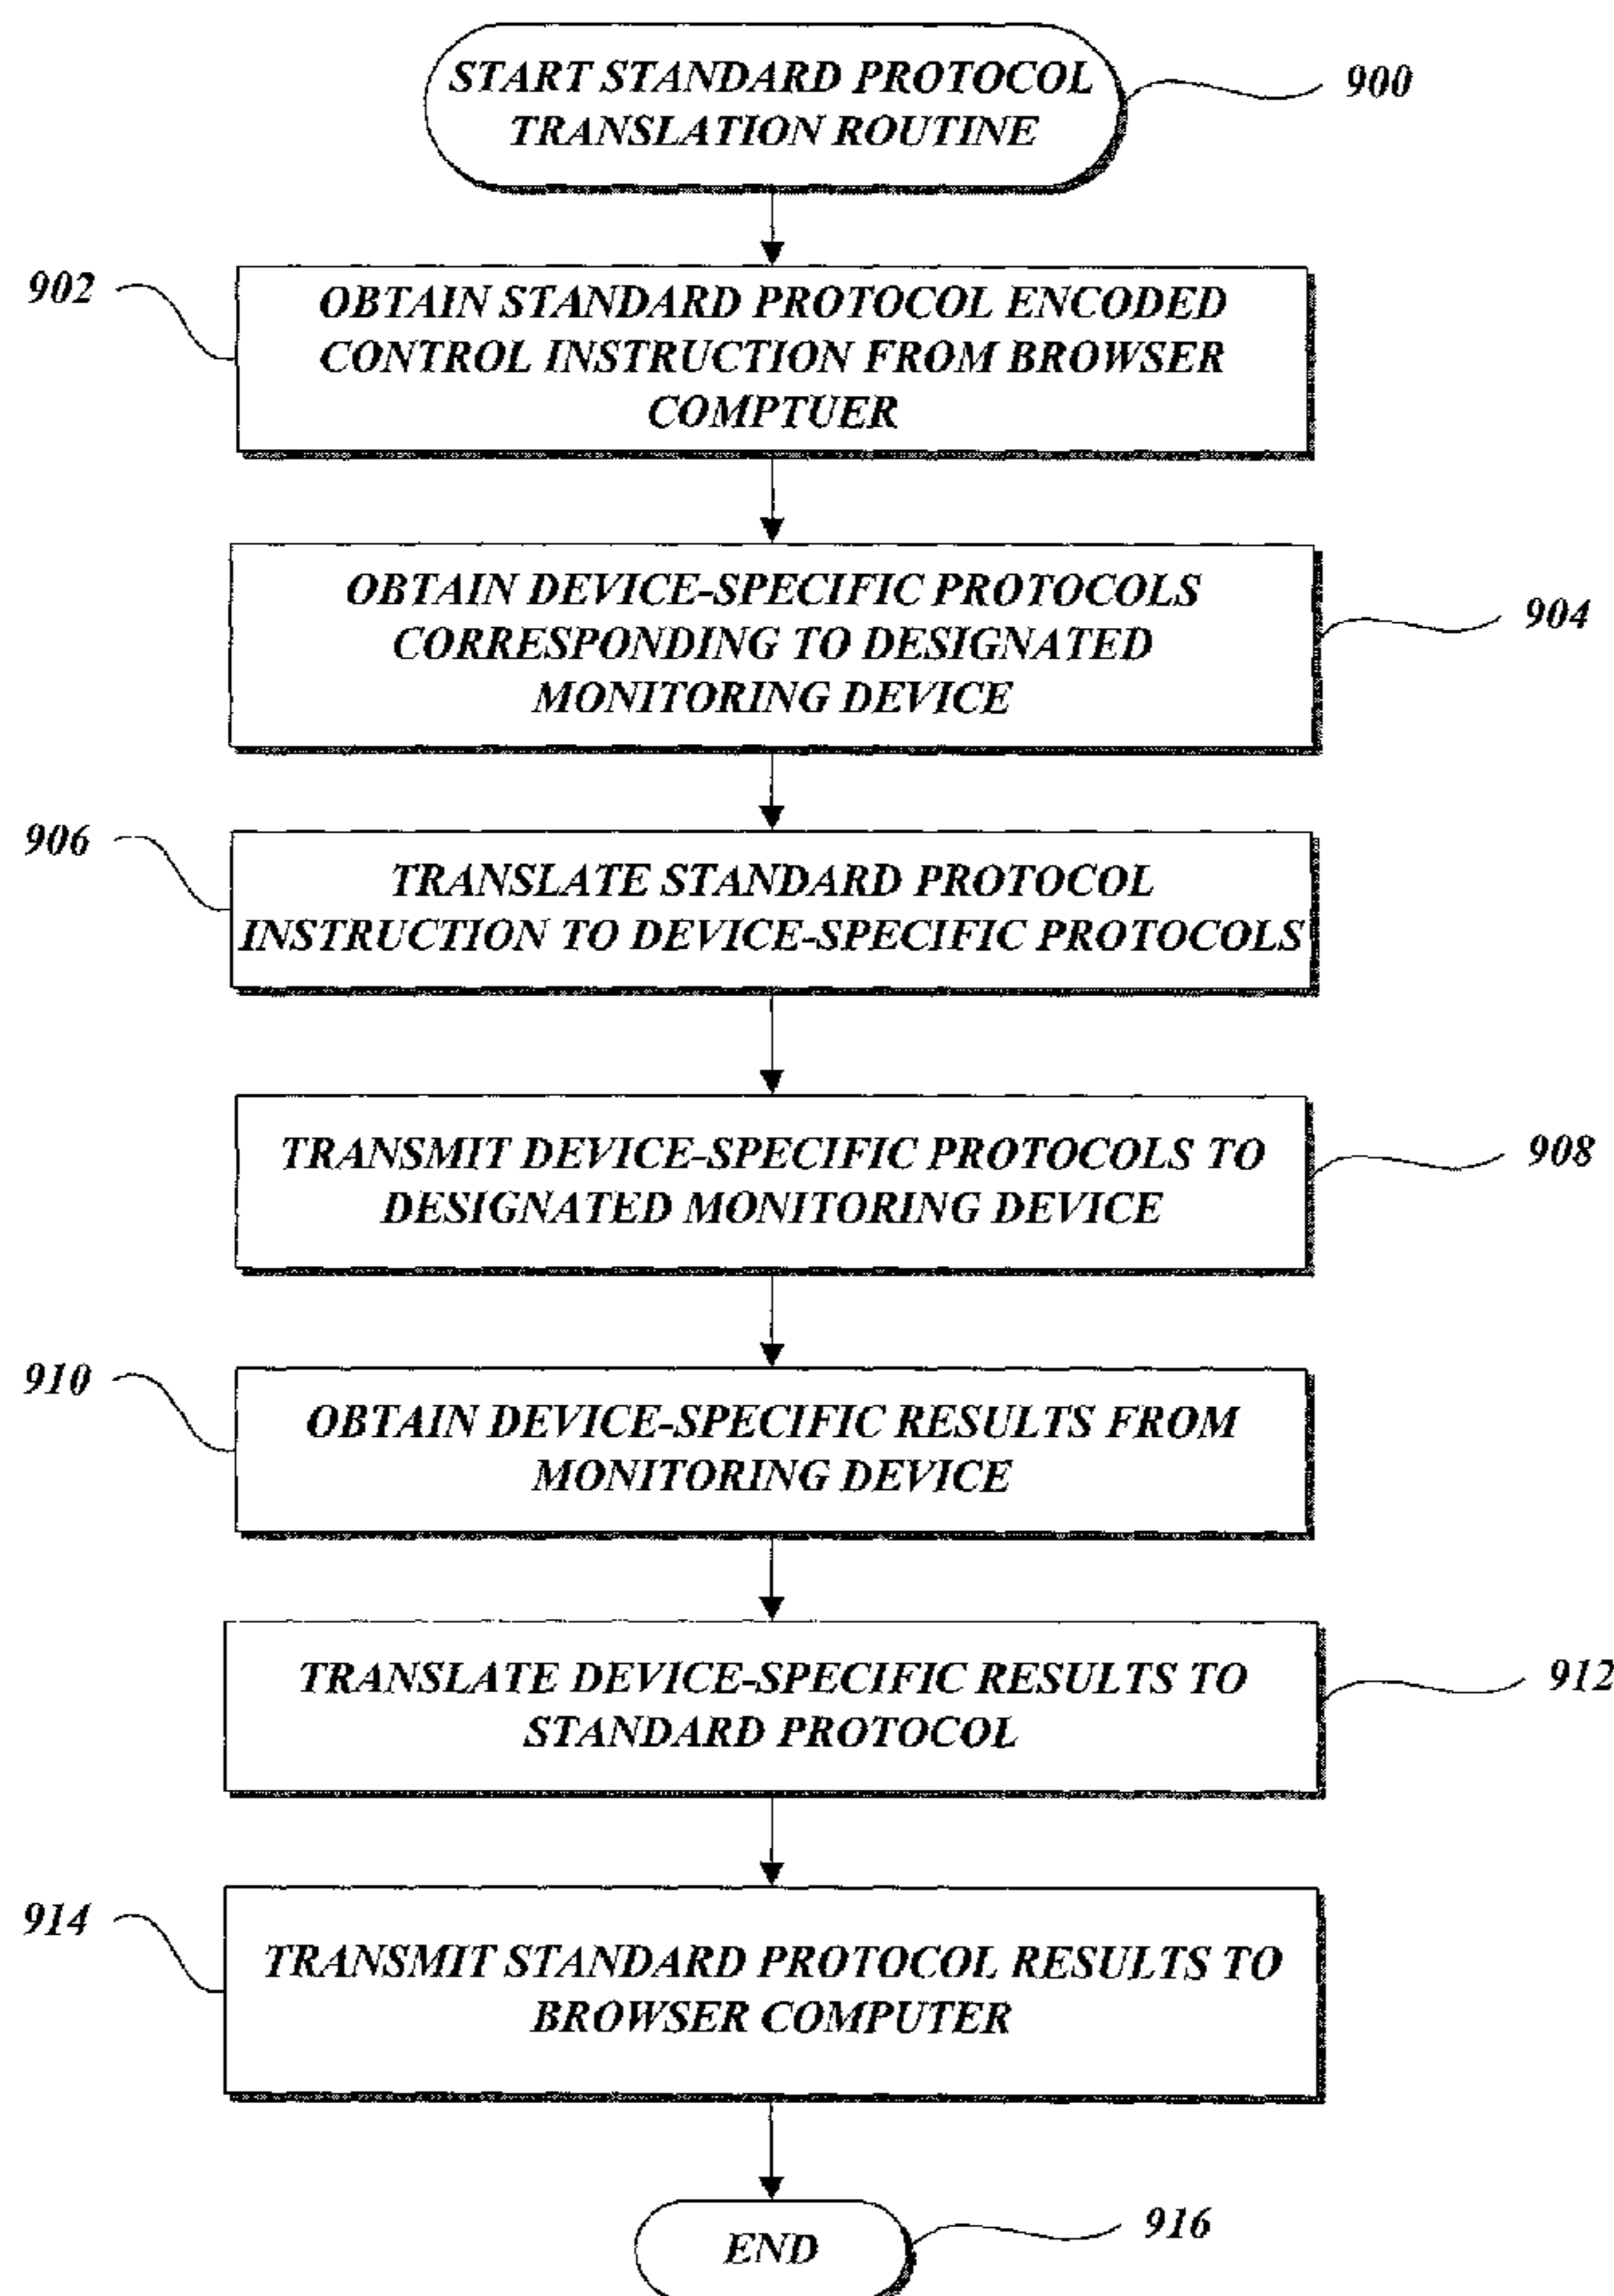 START STANDARD PROTOCOL
TRANSLATION ROUTINE
900
902
OBTAIN STANDARD PROTOCOL ENCODED
CONTROL INSTRUCTION FROM BROWSER
COMPTUER
OBTAIN DEVICE-SPECIFIC PROTOCOLS
CORRESPONDING TO DESIGNATED
MONITORING DEVICE
904
906
TRANSLATE STANDARD PROTOCOL
INSTRUCTION TO DEVICE-SPECIFIC PROTOCOLS
TRANSMIT DEVICE-SPECIFIC PROTOCOLS TO
DESIGNATED MONITORING DEVICE
908
910
OBTAIN DEVICE-SPECIFIC RESULTS FROM
MONITORING DEVICE
TRANSLATE DEVICE-SPECIFIC RESULTS TO
STANDARD PROTOCOL
912
914
TRANSMIT STANDARD PROTOCOL RESULTS TO
BROWSER COMPUTER
END
916